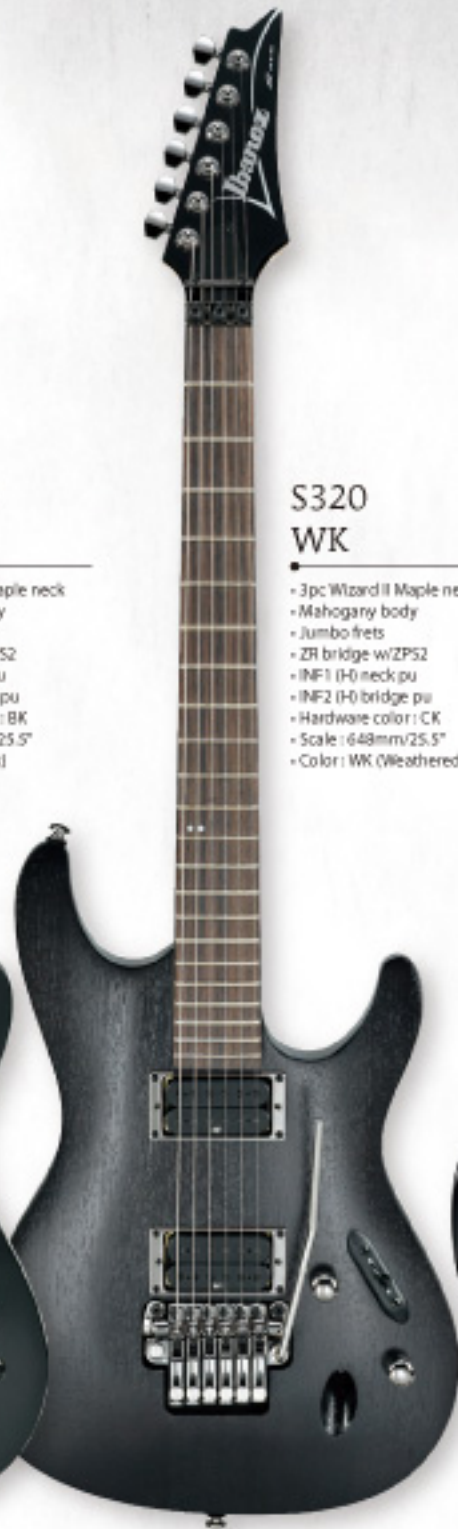 Ibanez
S320
WK
• 3pc Wizard II Maple ne
• Mahogany body
• Jumbo frets
• ZR bridge w/ZPS2
• INF1 (H) neck pu
• INF2 (H) bridge pu
• Hardware color : CK
• Scale : 648mm/25.5"
• Color : WK (Weathered
aple neck
y
S2
u
pu
: BK
25.5"